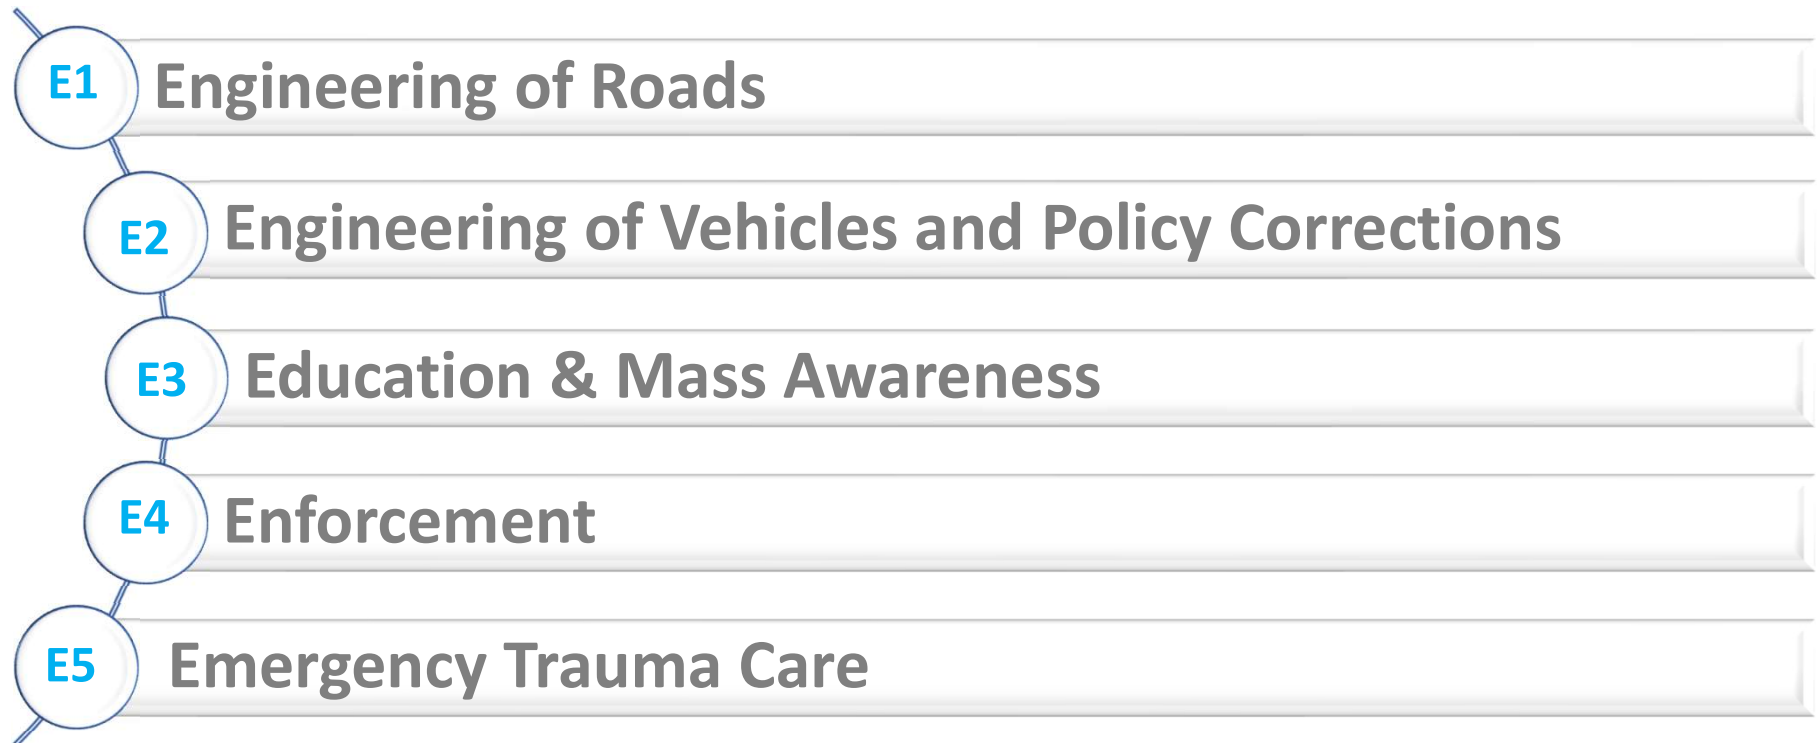 E1 Engineering of Roads
E2 Engineering of Vehicles and Policy Corrections
E3 Education & Mass Awareness
E4 Enforcement
E5 Emergency Trauma Care